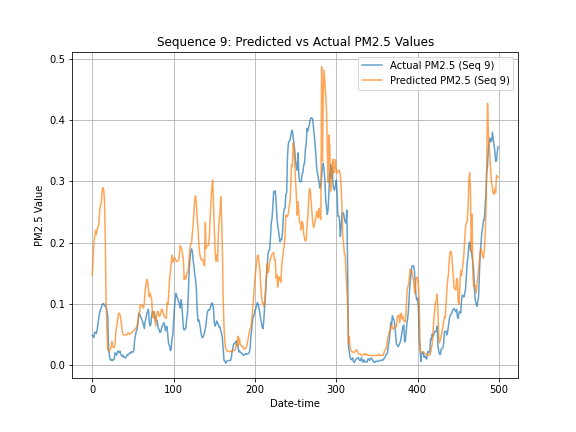 Sequence 9: Predicted vs Actual PM2.5 Values
Actual PM2.5 (Seq 9)
Predicted PM2.5 (Seq 9)
PM2.5 Value
0.5
0.4
0.3
0.2
0.1
0.0
0
100
200
300
400
500
Date-time